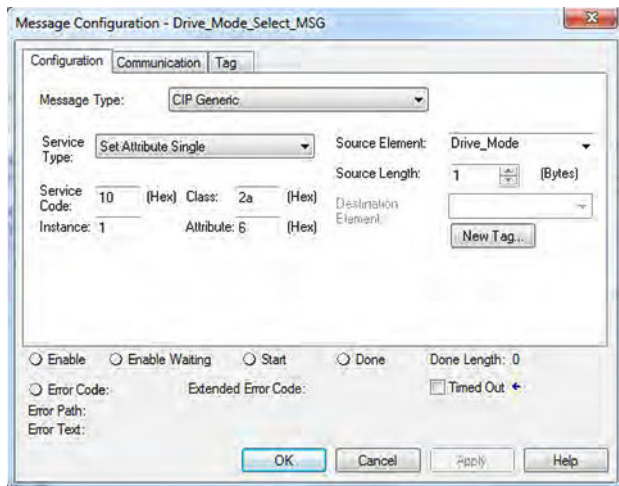 Message Configuration - Drive_Mode_Select_MSG
Configuration Communication Tag
Message Type: CIP Generic
Service Type: Set Attribute Single
Source Element: Drive_Mode
Source Length: 1 (Bytes)
Service Code: 10 (Hex) Class: 2a (Hex)
Destination Element:
Instance: 1 Attribute: 6 (Hex)
New Tag...
Enable Enable Waiting Start Done Done Length: 0
Error Code: Extended Error Code: Timed Out
Error Path:
Error Text:
OK Cancel Apply Help